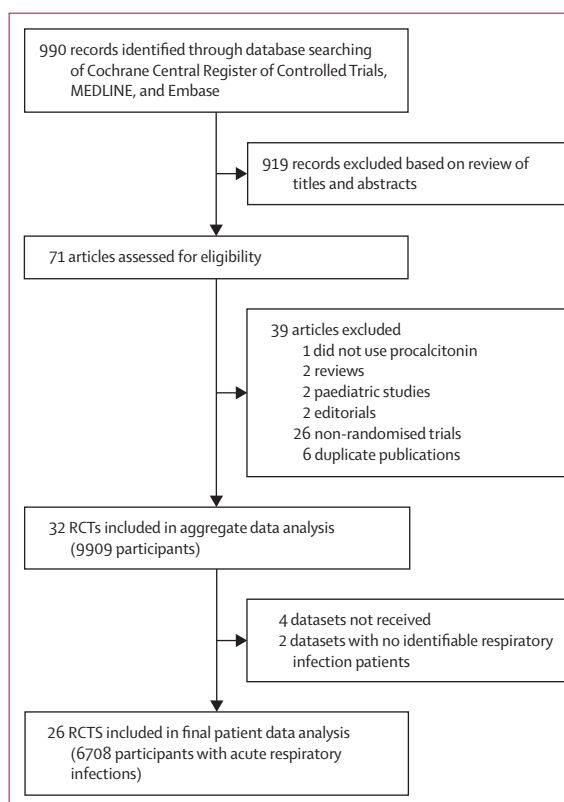 990 records identified through database searching
of Cochrane Central Register of Controlled Trials,
MEDLINE, and Embase
919 records excluded based on review of
titles and abstracts
71 articles assessed for eligibility
39 articles excluded
1 did not use procalcitonin
2 reviews
2 paediatric studies
2 editorials
26 non-randomised trials
6 duplicate publications
32 RCTs included in aggregate data analysis
(9909 participants)
4 datasets not received
2 datasets with no identifiable respiratory
infection patients
26 RCTS included in final patient data analysis
(6708 participants with acute respiratory
infections)